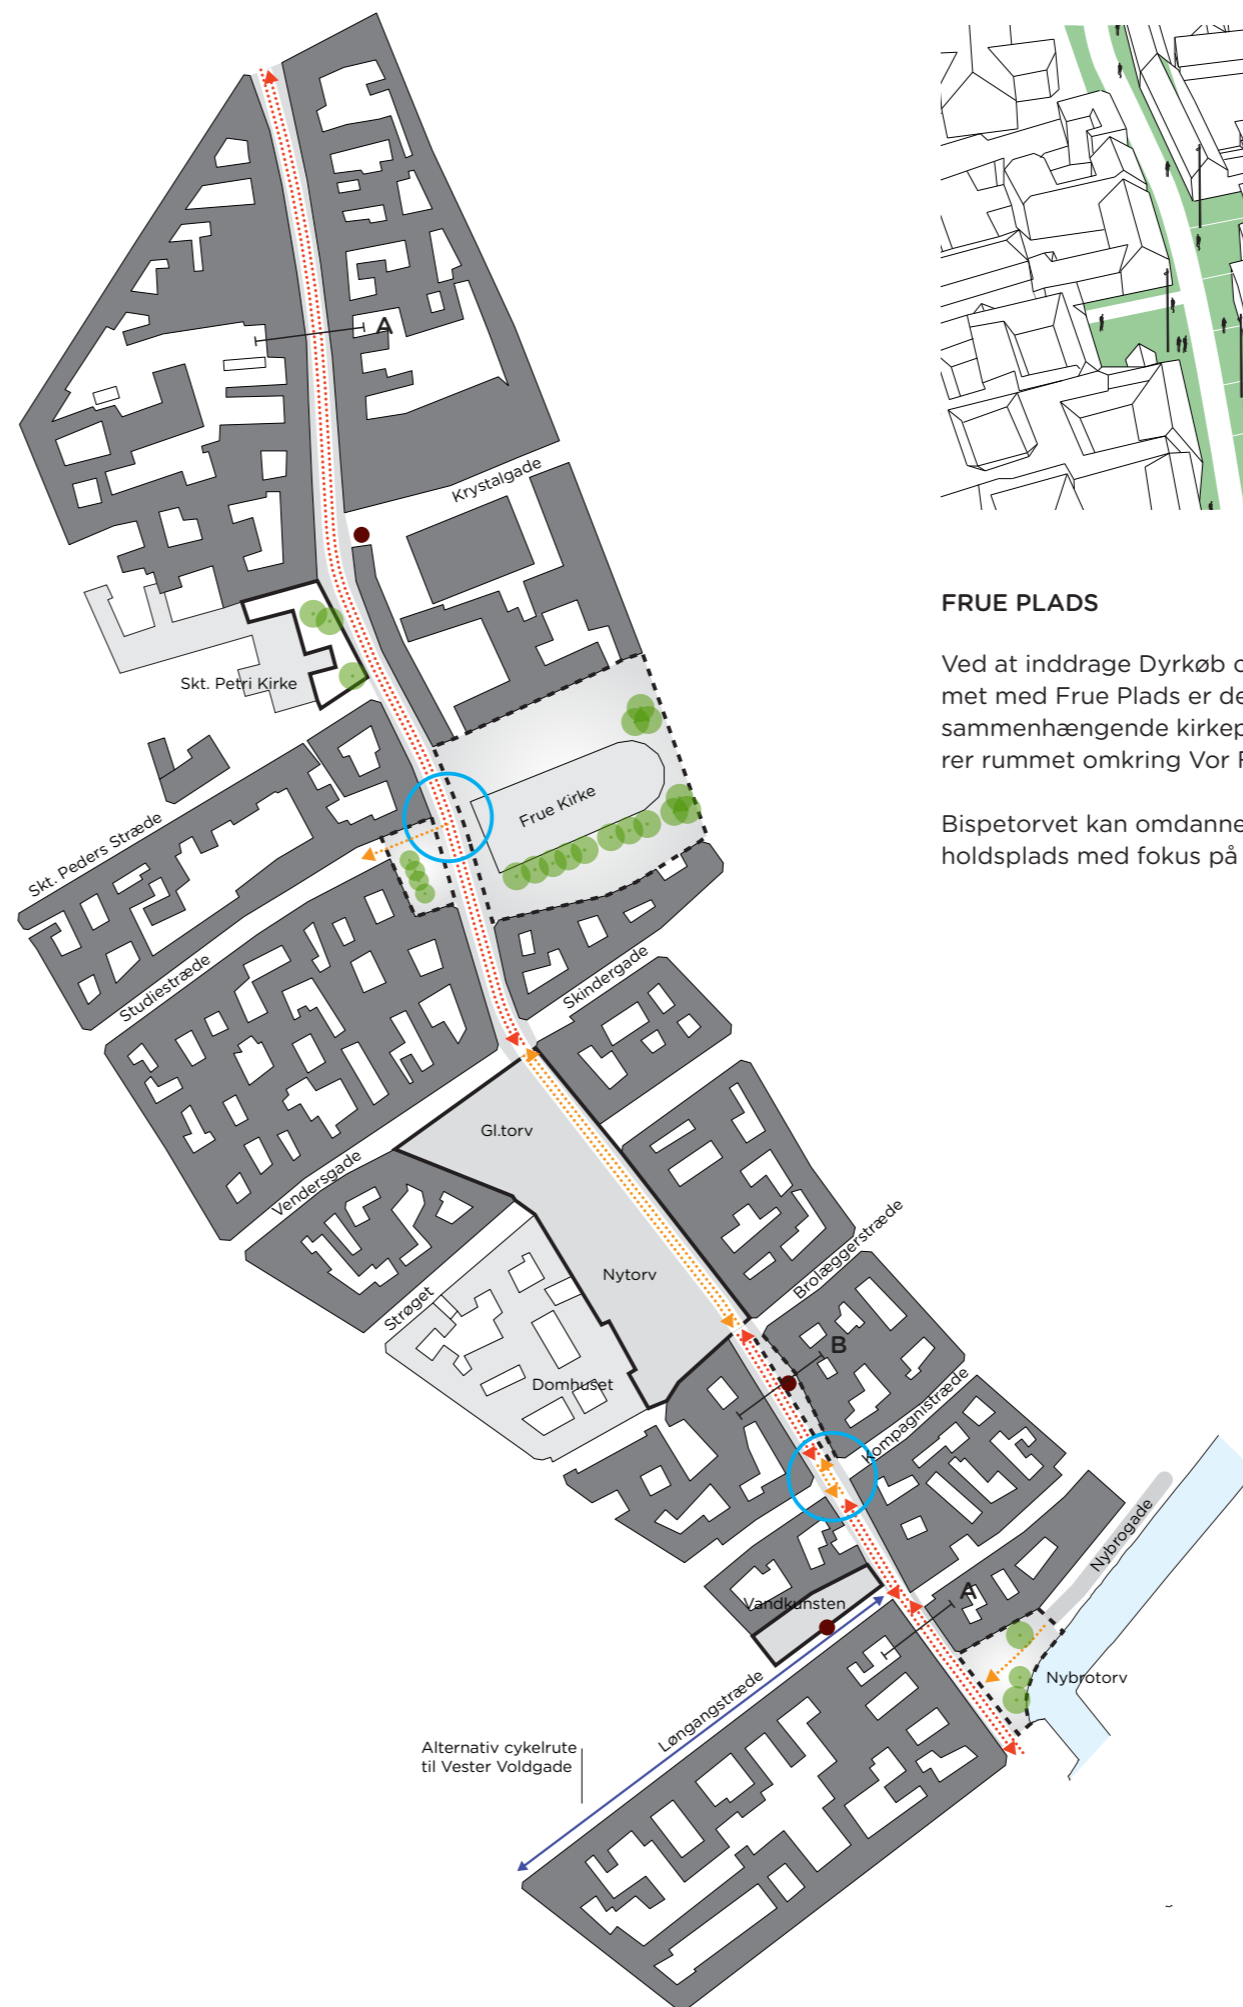 A
Krystalgade
Skt. Petri Kirke
Frue Kirke
Skt. Peders Stræde
Studiestræde
Skindergade
Gl.torv
Vendersgade
Nytorv
Strøget
Brolæggerstræde
B
Domhuset
Kompagnistræde
Nybrogade
A
Vandkunsten
Nybrotorv
Løngangstræde
Alternativ cykelrute
til Vester Voldgade
FRUE PLADS
Ved at inddrage Dyrkøb
met med Frue Plads er de
sammenhængende
rer rummet omkring Vor
Bispetorvet kan
holdsplads med fokus på